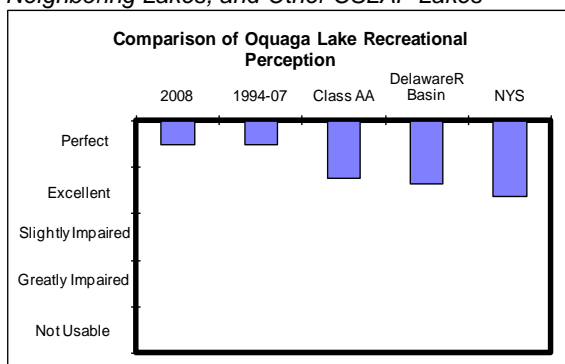 Neighboring Lakes, and Other CSLAP Lakes
Comparison of Oquaga Lake Recreational
Perception
2008 1994-07 Class AA DelawareR Basin NYS
Perfect
Excellent
Slightly Impaired
Greatly Impaired
Not Usable